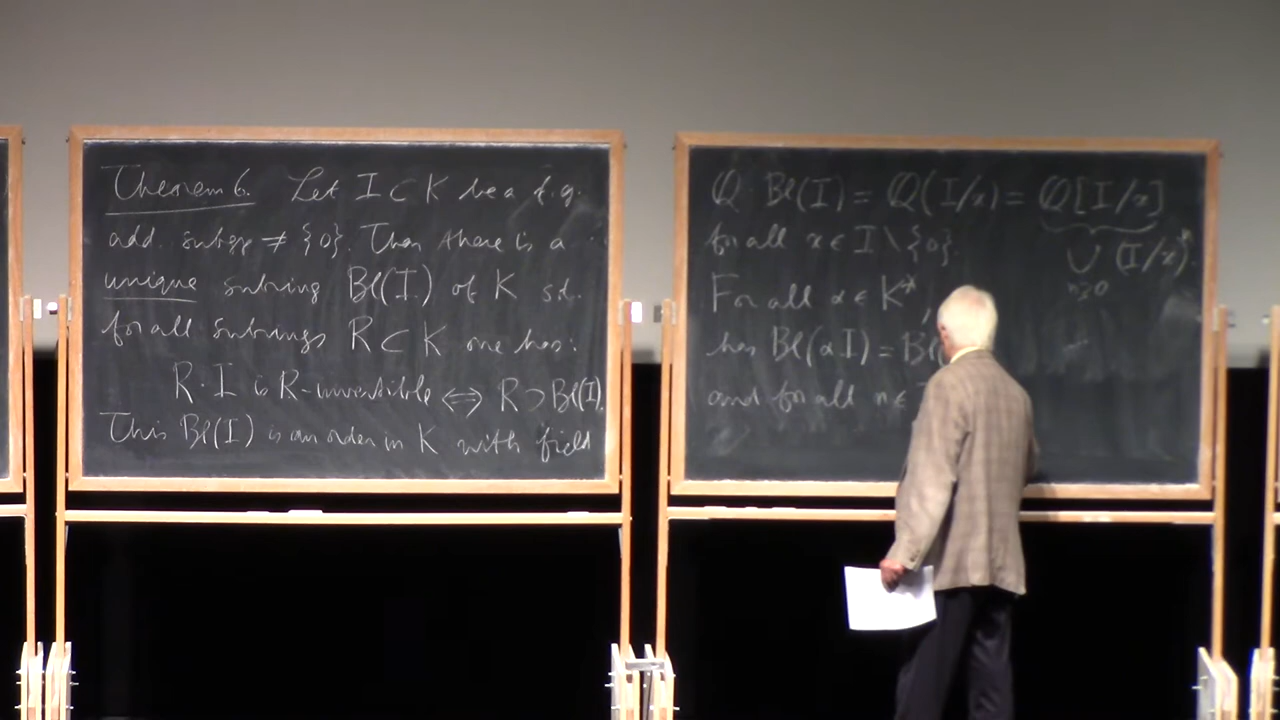 Theorem 6. Let I ⊂ K be a f.g.
add. subgp ≠ {0}. Then there is a
unique subring Bl(I) of K s.t.
for all subrings R ⊂ K one has:
R·I is R-invertible ⟺ R ⊃ Bl(I).
This Bl(I) is an order in K with field
Q·Bl(I) = Q(I/x) = Q[I/x]
for all x ∈ I \ {0}.
∪ (I/x)
n≥0
For all α ∈ K*,
has Bl(αI) = Bl
and for all n ∈